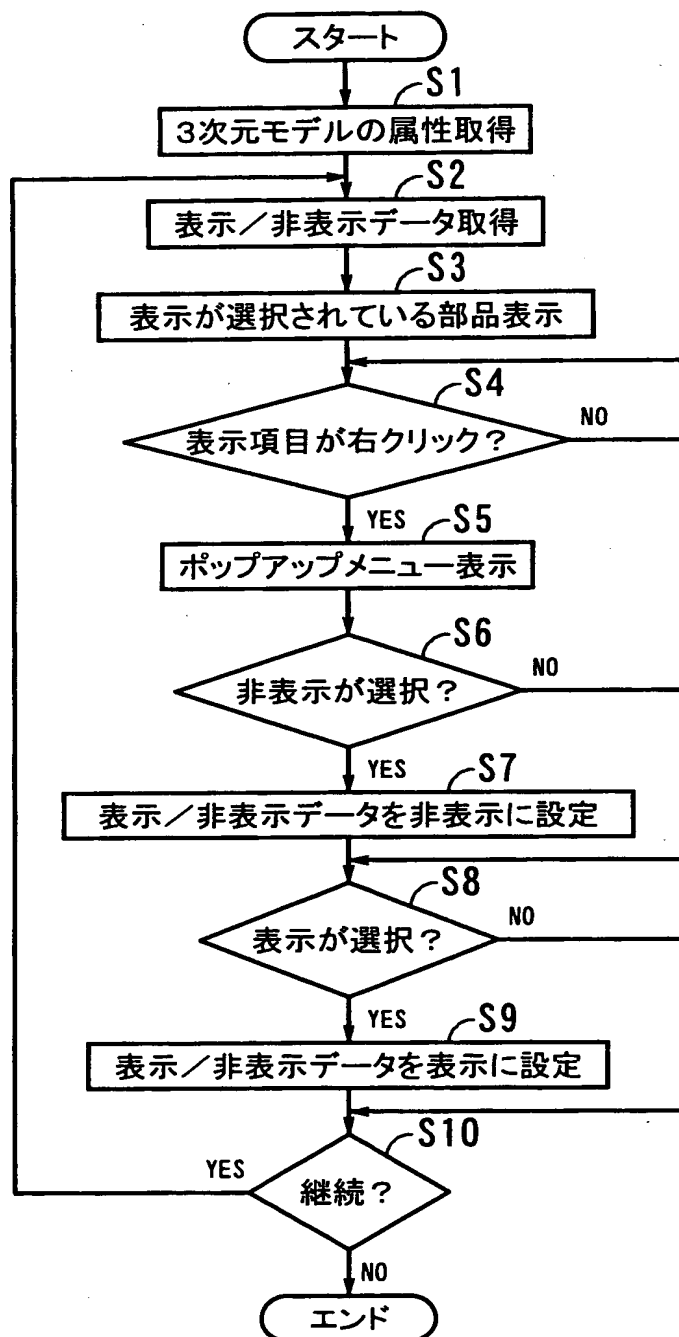 スタート
S1
3次元モデルの属性取得
S2
表示／非表示データ取得
S3
表示が選択されている部品表示
S4
表示項目が右クリック？
NO
YES
S5
ポップアップメニュー表示
S6
非表示が選択？
NO
YES
S7
表示／非表示データを非表示に設定
S8
表示が選択？
NO
YES
S9
表示／非表示データを表示に設定
S10
YES
継続？
NO
エンド